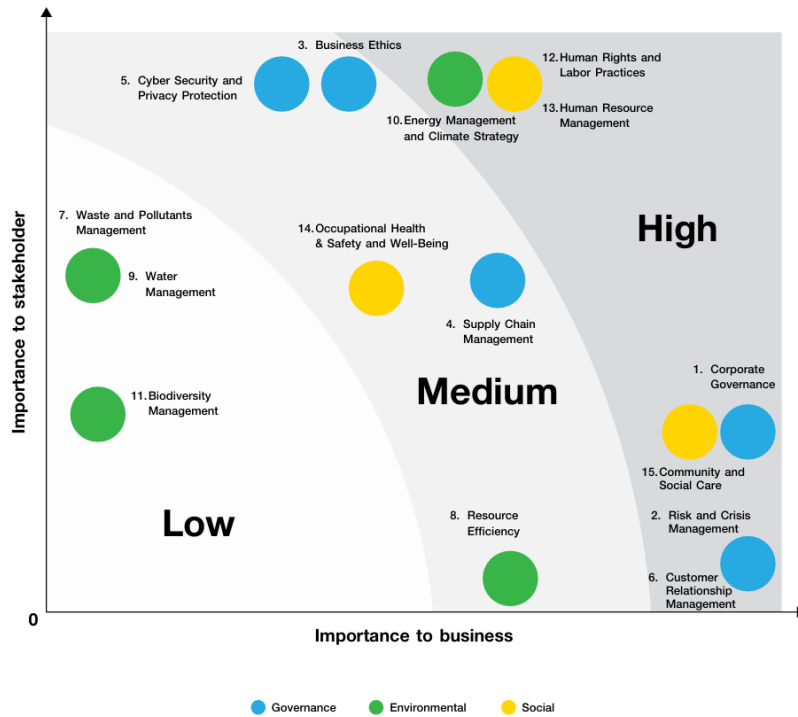 3. Business Ethics
5. Cyber Security and
Privacy Protection
12. Human Rights and
Labor Practices
13. Human Resource
Management
10. Energy Management
and Climate Strategy
7. Waste and Pollutants
Management
9. Water
Management
14. Occupational Health
& Safety and Well-Being
High
4. Supply Chain
Management
Importance to stakeholder
11. Biodiversity
Management
Medium
1. Corporate
Governance
15. Community and
Social Care
Low
8. Resource
Efficiency
2. Risk and Crisis
Management
6. Customer
Relationship
Management
0
Importance to business
Governance
Environmental
Social